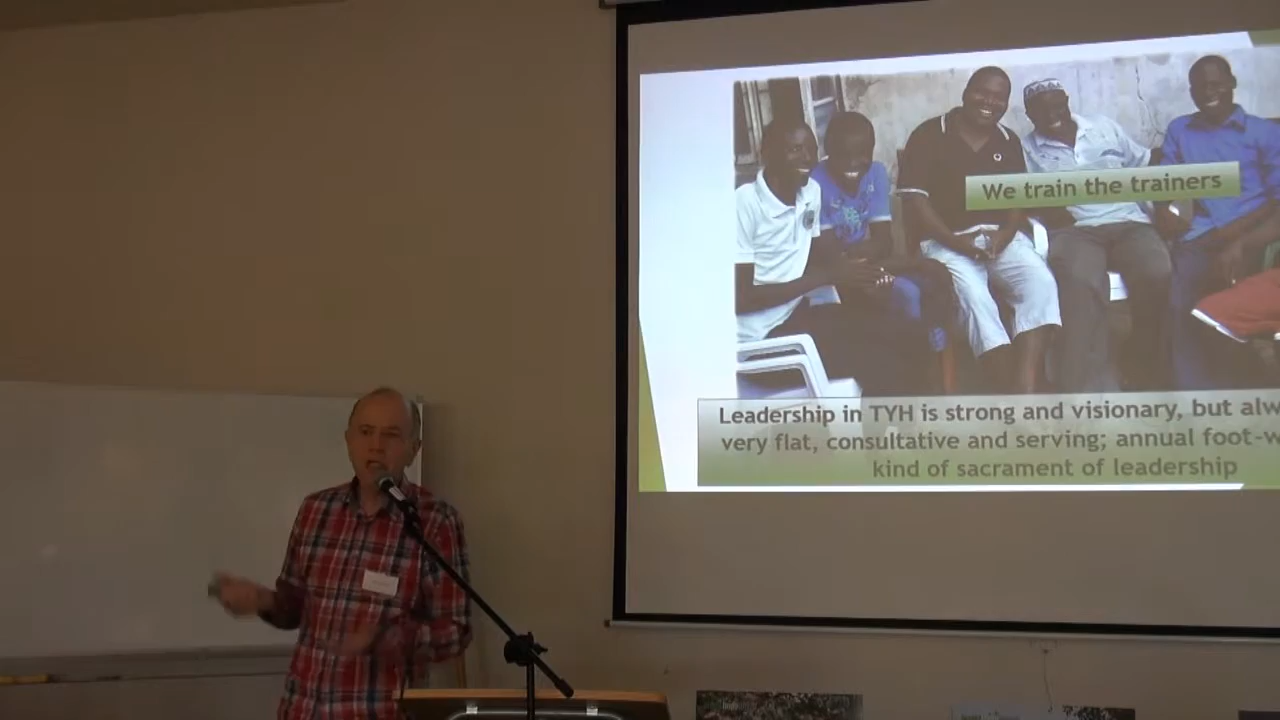 We train the trainers
Leadership in TYH is strong and visionary, but alw
very flat, consultative and serving; annual foot-w
kind of sacrament of leadership